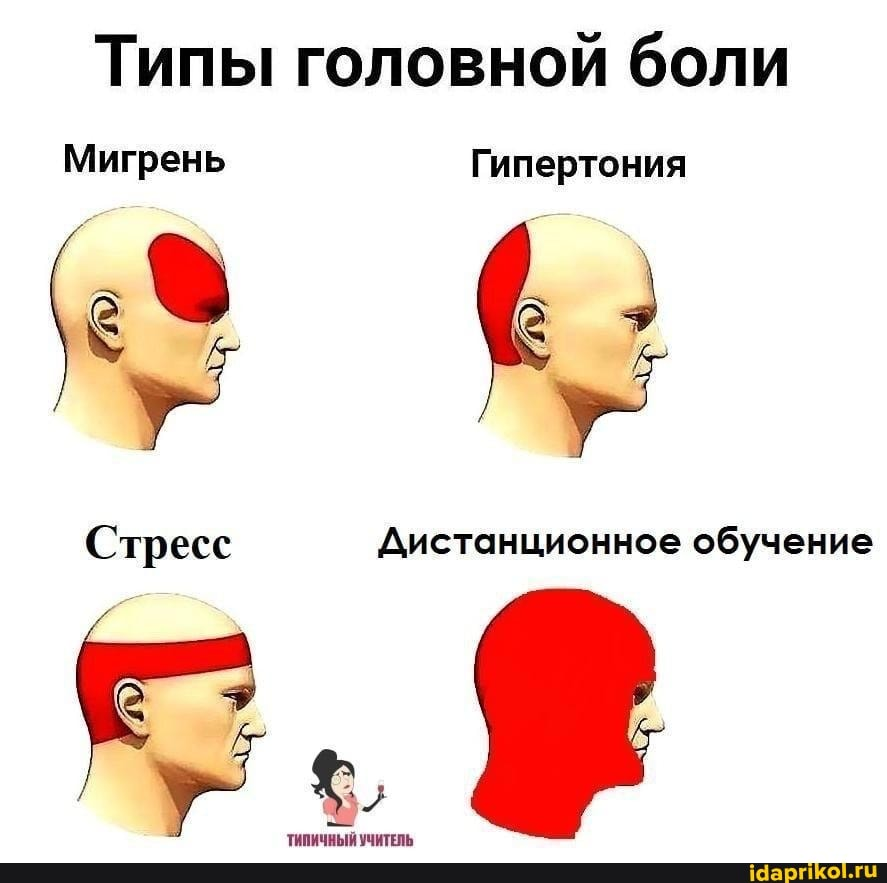 Типы головной боли
Мигрень
Гипертония
Стресс
Дистанционное обучение
ТИПИЧНЫЙ УЧИТЕЛЬ
idaprikol.ru